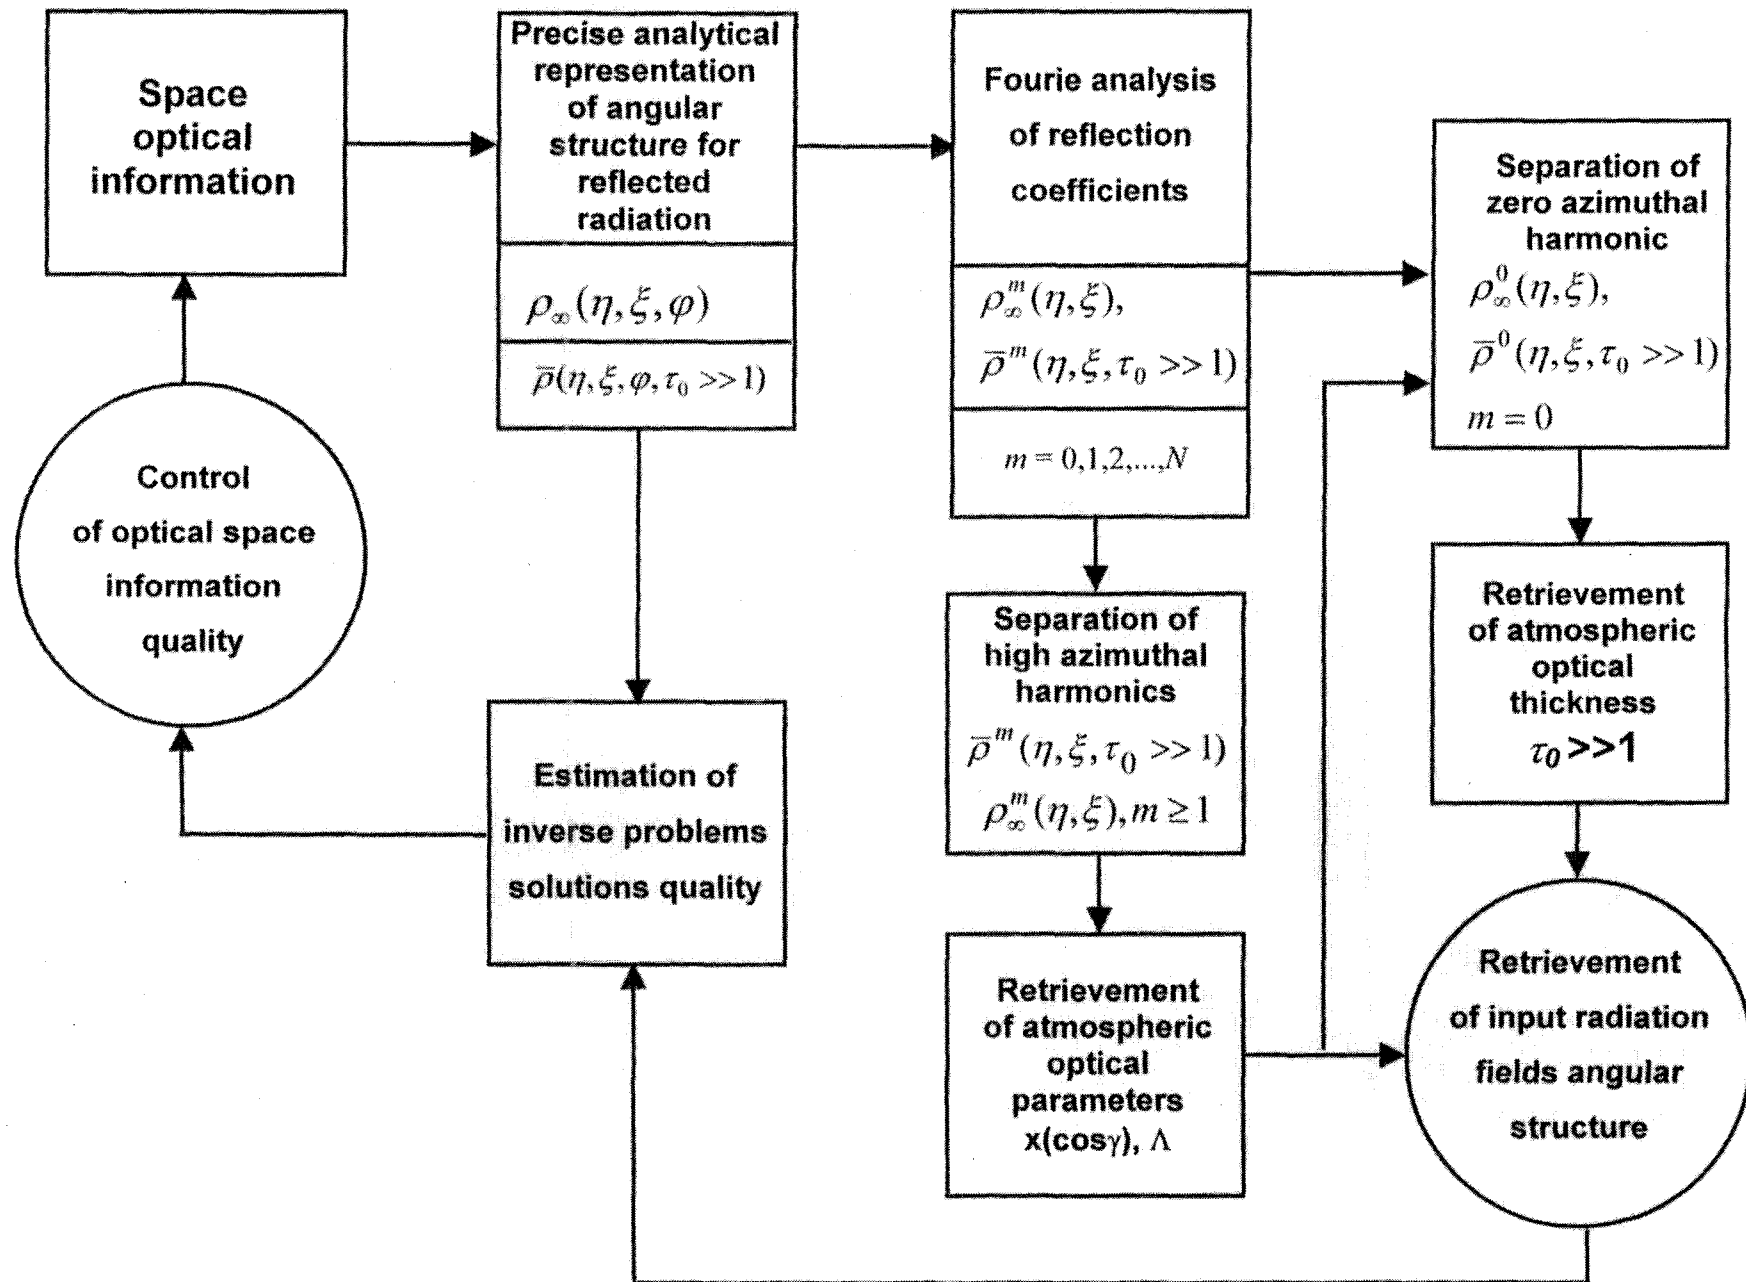 Space
optical
information
Precise analytical
representation
of angular
structure for
reflected
radiation
ρ∞(η,ξ,φ)
ρ̅(η,ξ,φ,τ₀ >>1)
Fourie analysis
of reflection
coefficients
ρ∞^m(η,ξ),
ρ̅^m(η,ξ,τ₀ >>1)
m = 0,1,2,...,N
Separation of
zero azimuthal
harmonic
ρ∞^0(η,ξ),
ρ̅^0(η,ξ,τ₀ >>1)
m = 0
Control
of optical space
information
quality
Estimation of
inverse problems
solutions quality
Separation of
high azimuthal
harmonics
ρ̅^m(η,ξ,τ₀ >>1)
ρ∞^m(η,ξ),m ≥1
Retrievement
of atmospheric
optical
thickness
τ₀ >>1
Retrievement
of atmospheric
optical
parameters
x(cosγ), Λ
Retrievement
of input radiation
fields angular
structure